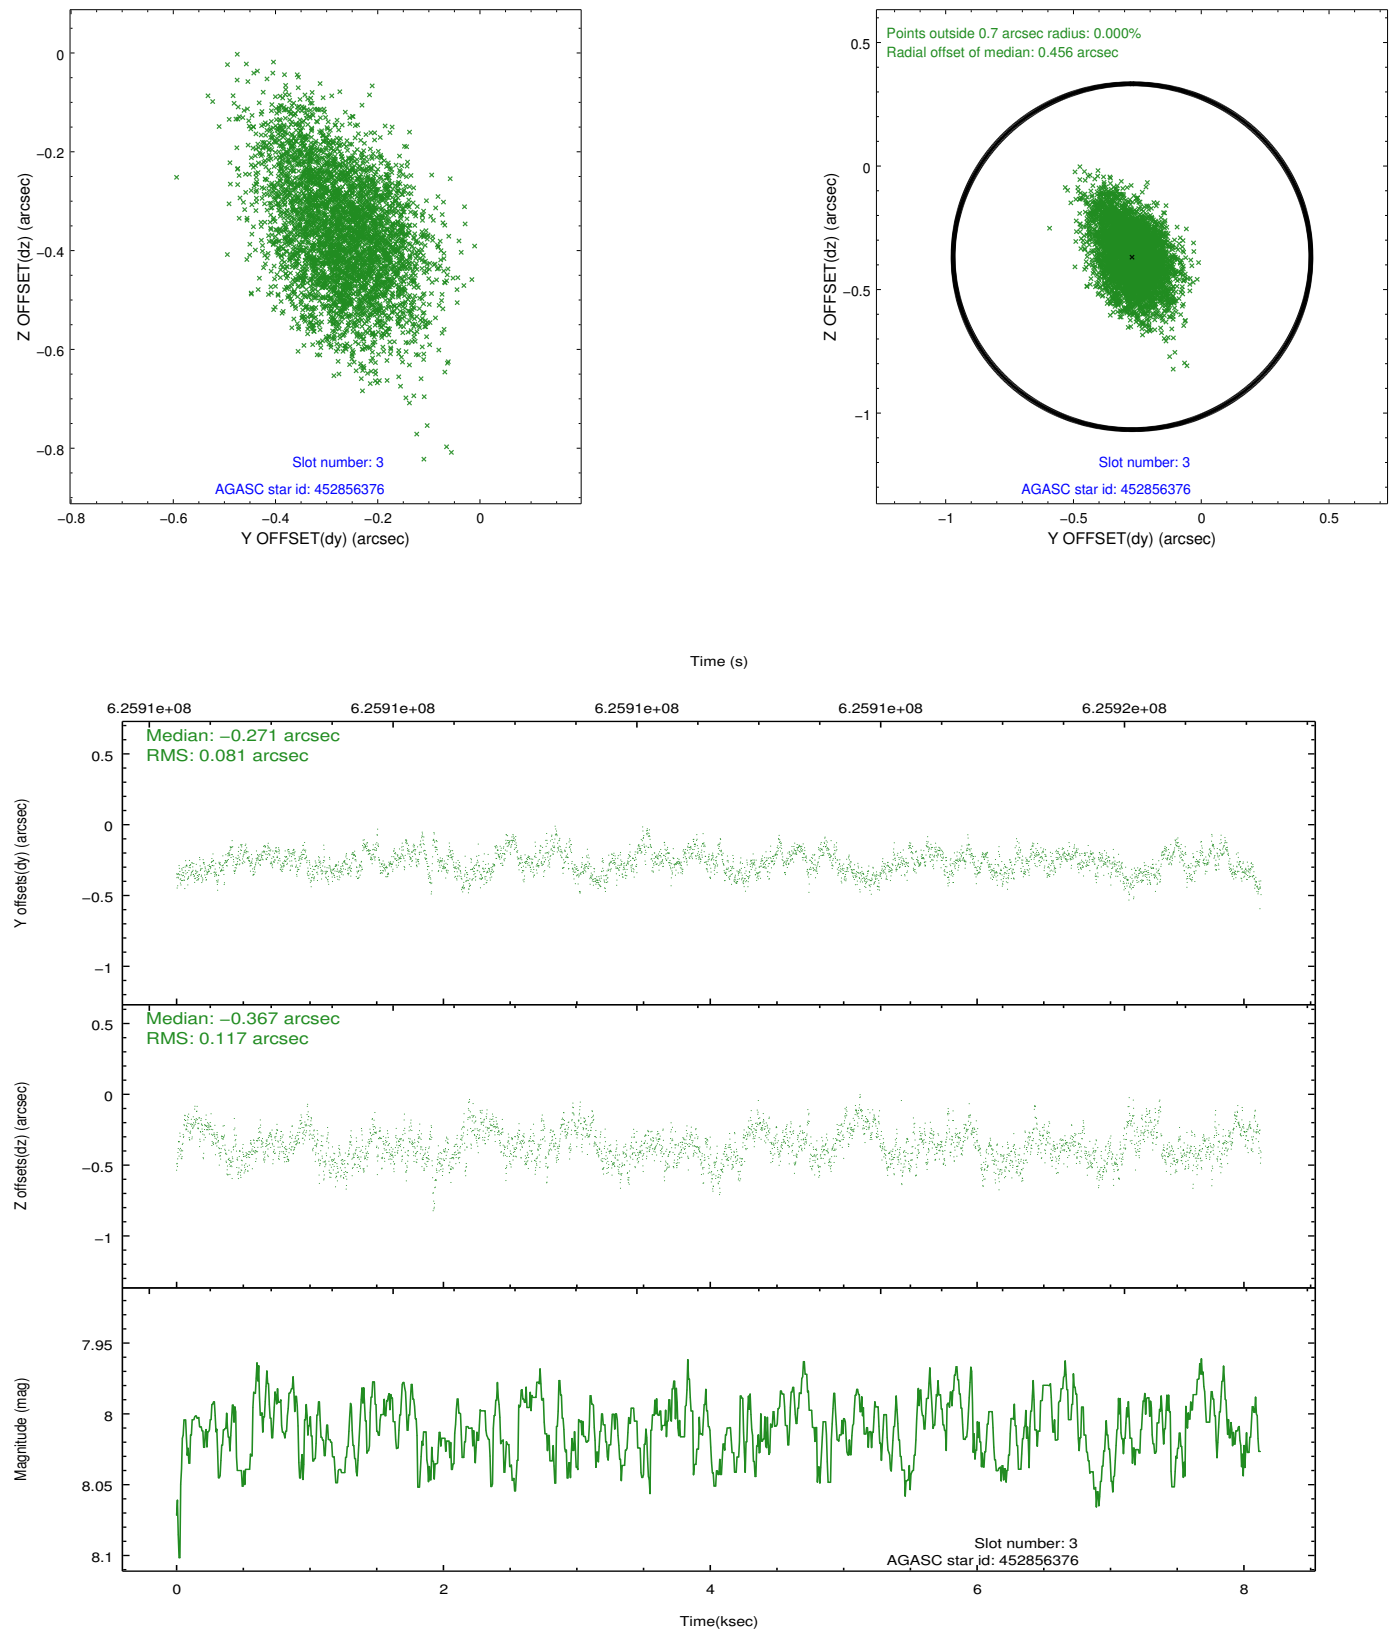 0
−0.2
−0.4
−0.6
−0.8
Z OFFSET(dz) (arcsec)
Slot number: 3
AGASC star id: 452856376
−0.8 −0.6 −0.4 −0.2 0
Y OFFSET(dy) (arcsec)
Points outside 0.7 arcsec radius: 0.000%
Radial offset of median: 0.456 arcsec
0.5
0
−0.5
−1
Z OFFSET(dz) (arcsec)
Slot number: 3
AGASC star id: 452856376
−1 −0.5 0 0.5
Y OFFSET(dy) (arcsec)
Time (s)
6.2591e+08 6.2591e+08 6.2591e+08 6.2591e+08 6.2592e+08
Median: −0.271 arcsec
RMS: 0.081 arcsec
0.5
0
−0.5
−1
Y offsets(dy) (arcsec)
Median: −0.367 arcsec
RMS: 0.117 arcsec
0.5
0
−0.5
−1
Z offsets(dz) (arcsec)
7.95
8
8.05
8.1
Magnitude (mag)
Slot number: 3
AGASC star id: 452856376
0 2 4 6 8
Time(ksec)